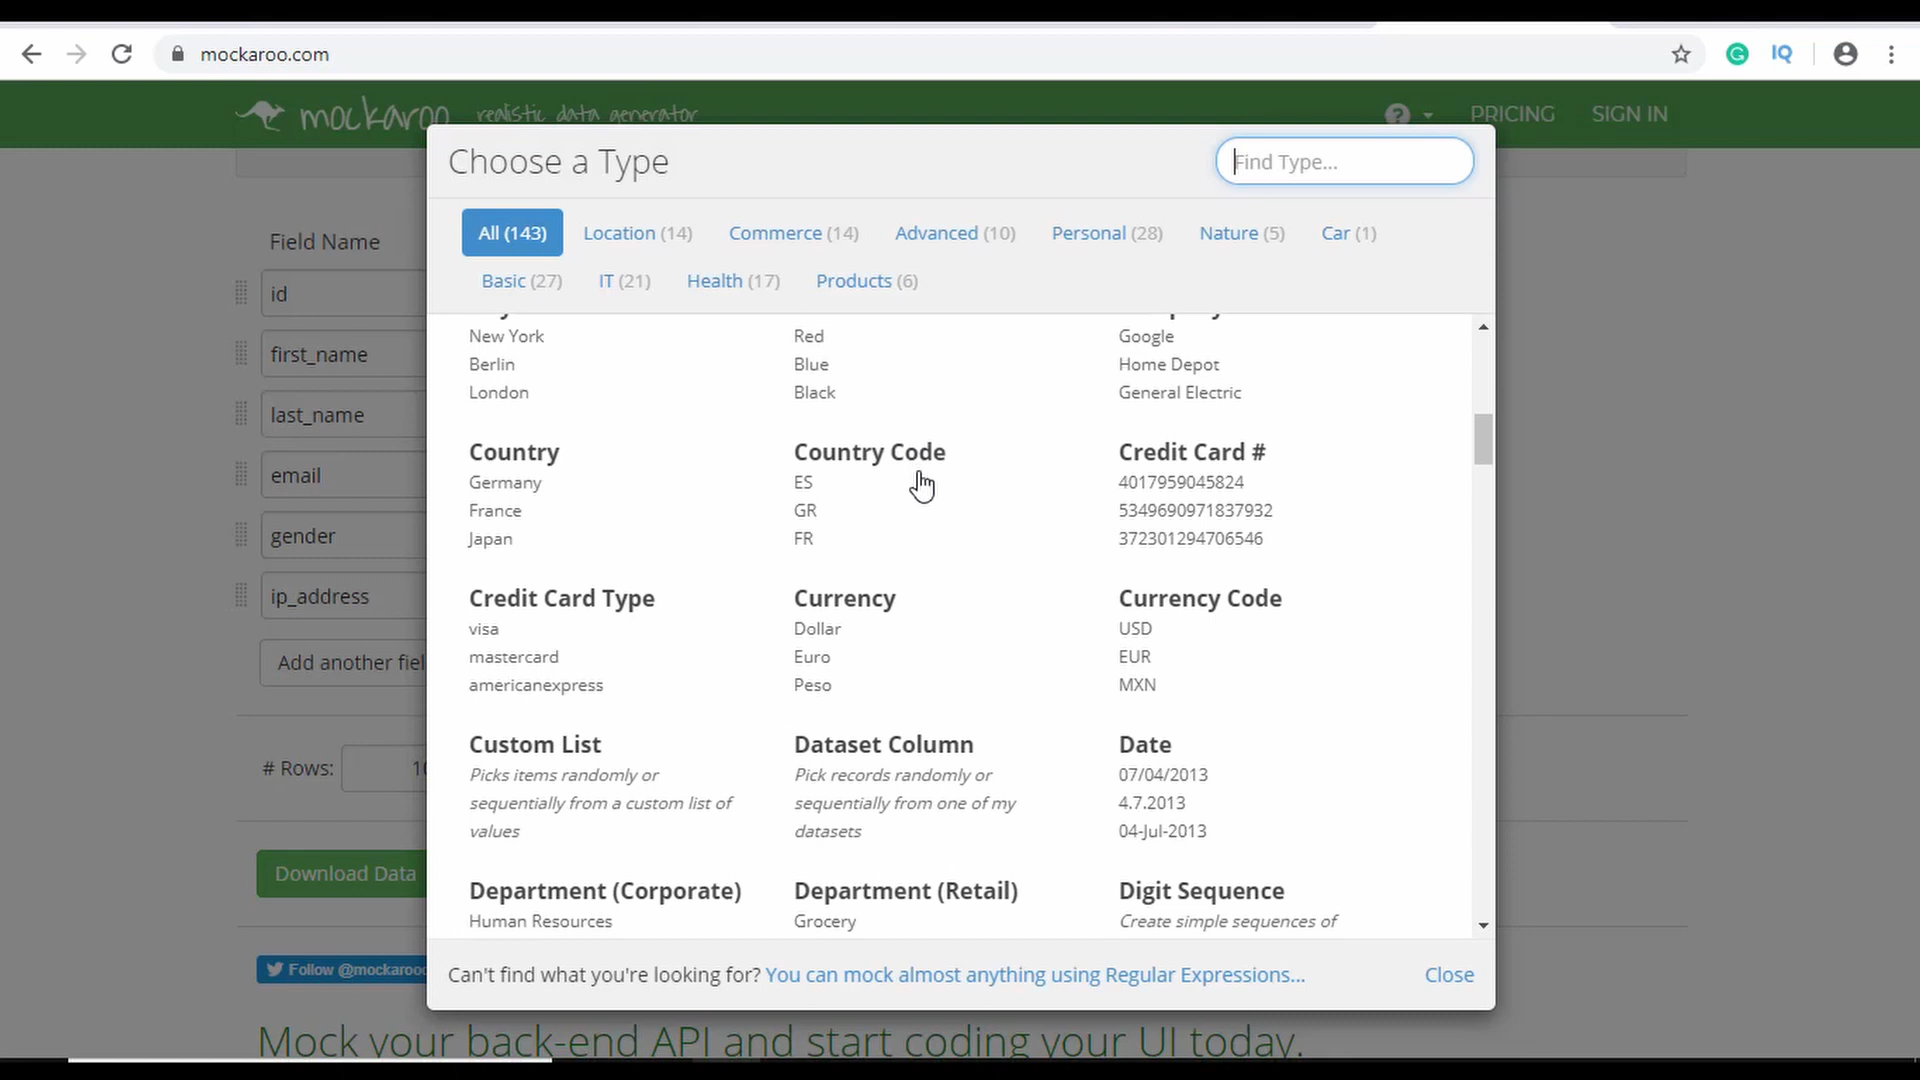 mockaroo.com
IQ
mockaroo realistic data generator
PRICING
SIGN IN
Choose a Type
Find Type...
All (143)
Location (14)
Commerce (14)
Advanced (10)
Personal (28)
Nature (5)
Car (1)
Basic (27)
IT (21)
Health (17)
Products (6)
Field Name
id
first_name
last_name
email
gender
ip_address
Add another fiel
# Rows:
Download Data
Follow @mockaroo
New York
Berlin
London
Red
Blue
Black
Google
Home Depot
General Electric
Country
Germany
France
Japan
Country Code
ES
GR
FR
Credit Card #
4017959045824
5349690971837932
372301294706546
Credit Card Type
visa
mastercard
americanexpress
Currency
Dollar
Euro
Peso
Currency Code
USD
EUR
MXN
Custom List
Picks items randomly or
sequentially from a custom list of
values
Dataset Column
Pick records randomly or
sequentially from one of my
datasets
Date
07/04/2013
4.7.2013
04-Jul-2013
Department (Corporate)
Human Resources
Department (Retail)
Grocery
Digit Sequence
Create simple sequences of
Can't find what you're looking for? You can mock almost anything using Regular Expressions...
Close
Mock your back-end API and start coding your UI today.